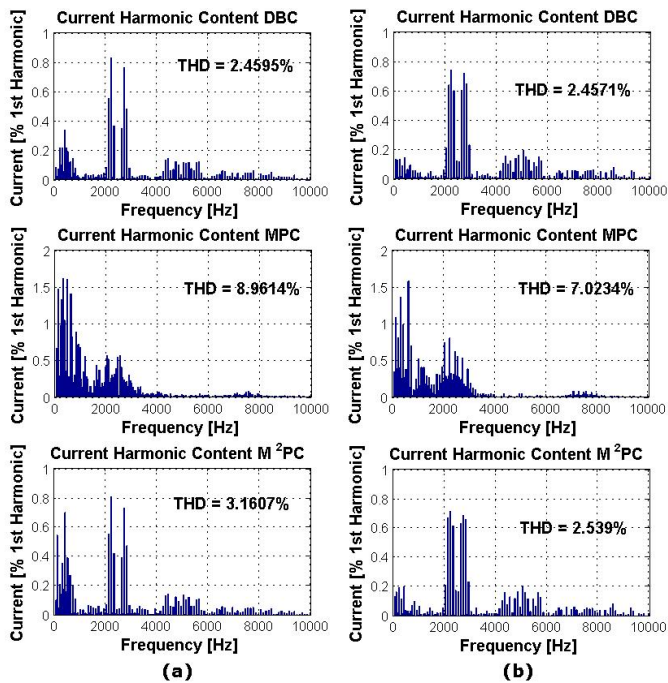 Current Harmonic Content DBC
Current [% 1st Harmonic]
1
0.8
0.6
0.4
0.2
0
THD = 2.4595%
0 2000 4000 6000 8000 10000
Frequency [Hz]
Current Harmonic Content DBC
Current [% 1st Harmonic]
1
0.8
0.6
0.4
0.2
0
THD = 2.4571%
0 2000 4000 6000 8000 10000
Frequency [Hz]
Current Harmonic Content MPC
Current [% 1st Harmonic]
2
1.5
1
0.5
0
THD = 8.9614%
0 2000 4000 6000 8000 10000
Frequency [Hz]
Current Harmonic Content MPC
Current [% 1st Harmonic]
2
1.5
1
0.5
0
THD = 7.0234%
0 2000 4000 6000 8000 10000
Frequency [Hz]
Current Harmonic Content M²PC
Current [% 1st Harmonic]
1
0.8
0.6
0.4
0.2
0
THD = 3.1607%
0 2000 4000 6000 8000 10000
Frequency [Hz]
(a)
Current Harmonic Content M²PC
Current [% 1st Harmonic]
1
0.8
0.6
0.4
0.2
0
THD = 2.539%
0 2000 4000 6000 8000 10000
Frequency [Hz]
(b)